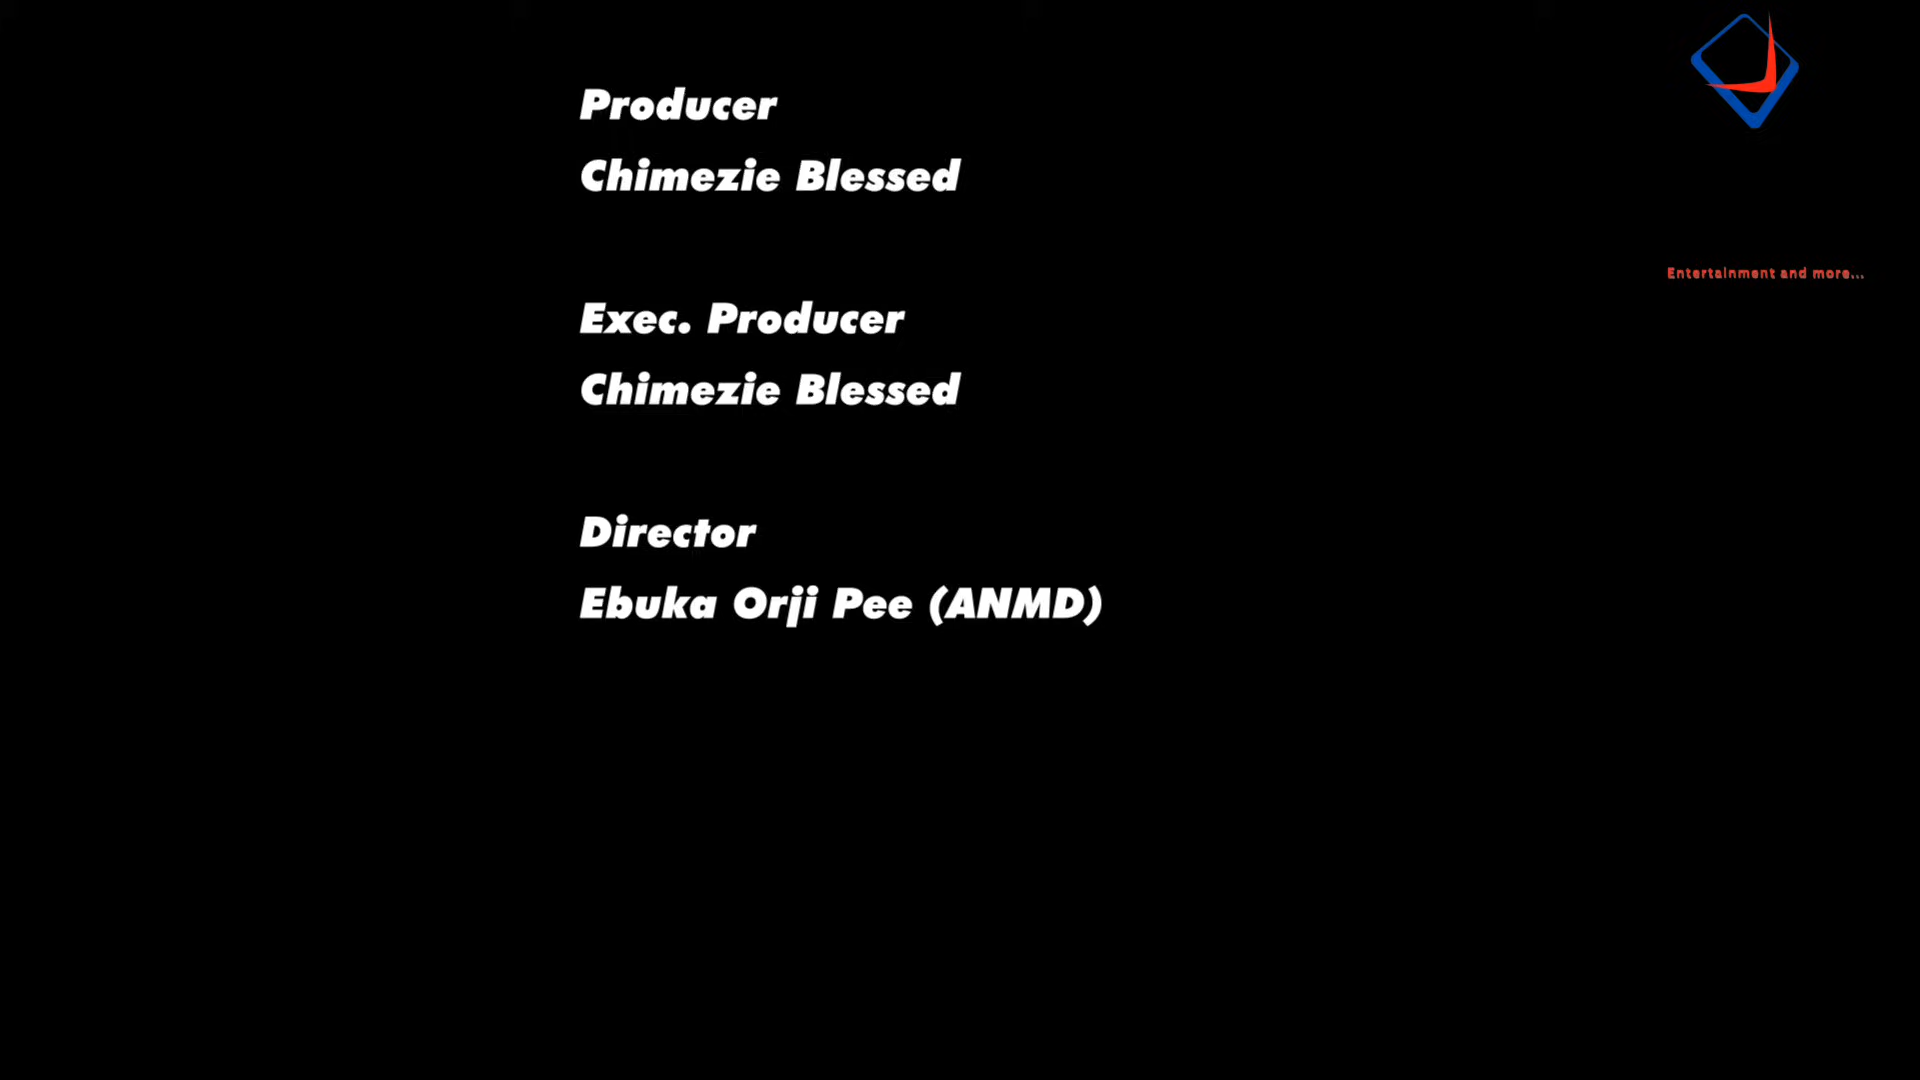 Producer
Chimezie Blessed
Entertainment and more...
Exec. Producer
Chimezie Blessed
Director
Ebuka Orji Pee (ANMD)